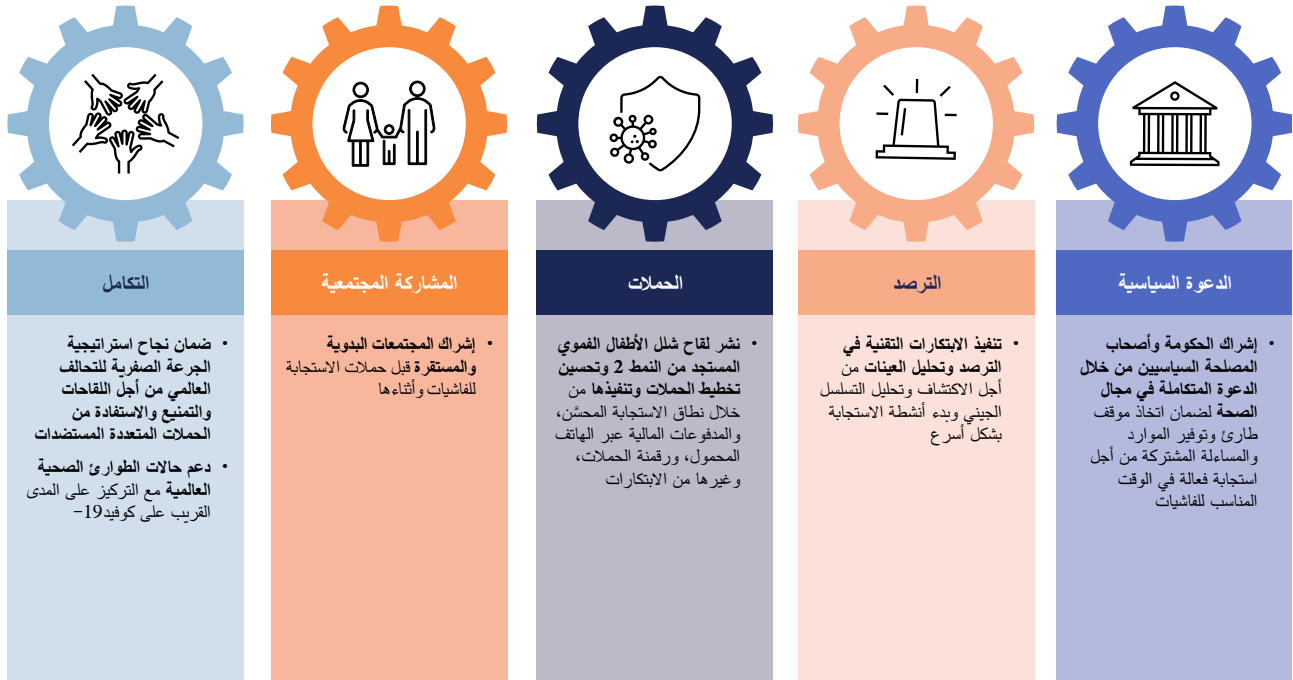 الدعوة السياسية
• إشراك الحكومة وأصحاب
المصلحة السياسيين من خلال
الدعوة المتكاملة في مجال
الصحة لضمان اتخاذ موقف
طارئ وتوفير الموارد
والمساءلة المشتركة من أجل
استجابة فعالة في الوقت
المناسب للفاشيات
الترصد
• تنفيذ الابتكارات التقنية في
الترصد وتحليل العينات من
أجل الاكتشاف وتحليل التسلسل
الجيني وبدء أنشطة الاستجابة
بشكل أسرع
الحملات
• نشر لقاح شلل الأطفال الفموي
المستجد من النمط 2 وتحسين
تخطيط الحملات وتنفيذها من
خلال نطاق الاستجابة المحسَّن،
والمدفوعات المالية عبر الهاتف
المحمول، ورقمنة الحملات،
وغيرها من الابتكارات
المشاركة المجتمعية
• إشراك المجتمعات البدوية
والمستقرة قبل حملات الاستجابة
للفاشيات وأثناءها
التكامل
• ضمان نجاح استراتيجية
الجرعة الصفرية للتحالف
العالمي من أجل اللقاحات
والتمنيع والاستفادة من
الحملات المتعددة المستضدات
• دعم حالات الطوارئ الصحية
العالمية مع التركيز على المدى
القريب على كوفيد19-